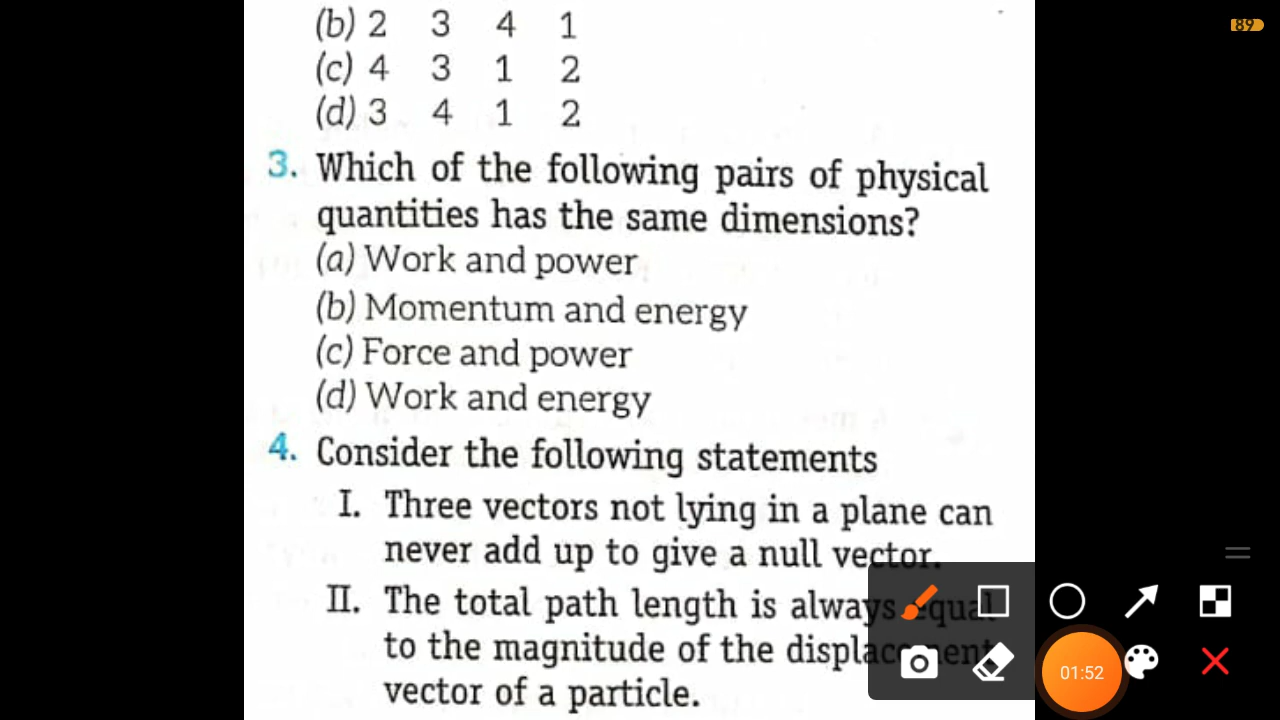 89
(b) 2 3 4 1
(c) 4 3 1 2
(d) 3 4 1 2
3. Which of the following pairs of physical
quantities has the same dimensions?
(a) Work and power
(b) Momentum and energy
(c) Force and power
(d) Work and energy
4. Consider the following statements
I. Three vectors not lying in a plane can
never add up to give a null vector.
II. The total path length is always equal
to the magnitude of the displacement
vector of a particle.
01:52